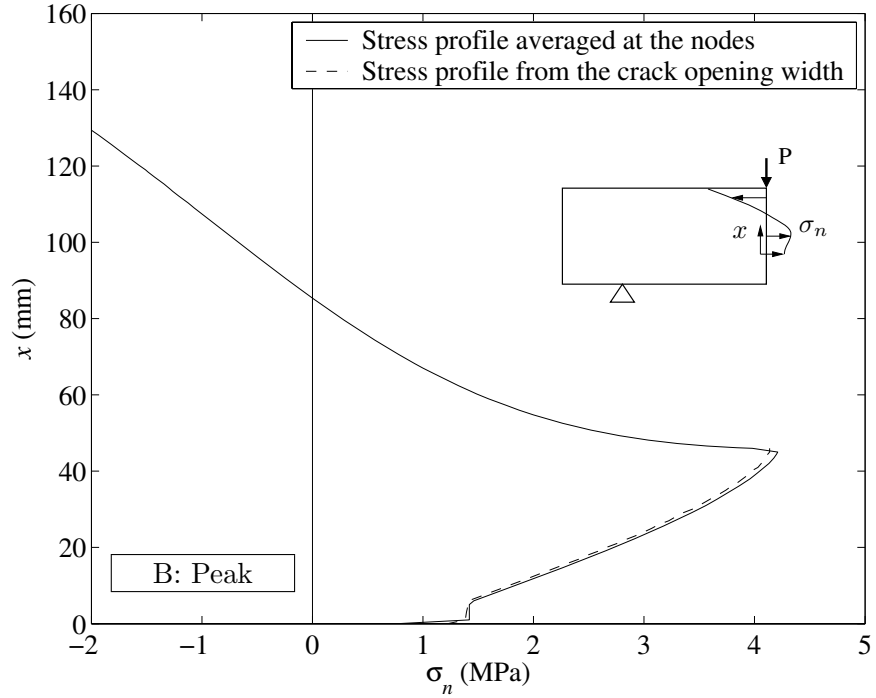 160
140
120
100
80
60
40
20
0
x (mm)
Stress profile averaged at the nodes
Stress profile from the crack opening width
P
x
σn
B: Peak
−2
−1
0
1
2
3
4
5
σn (MPa)